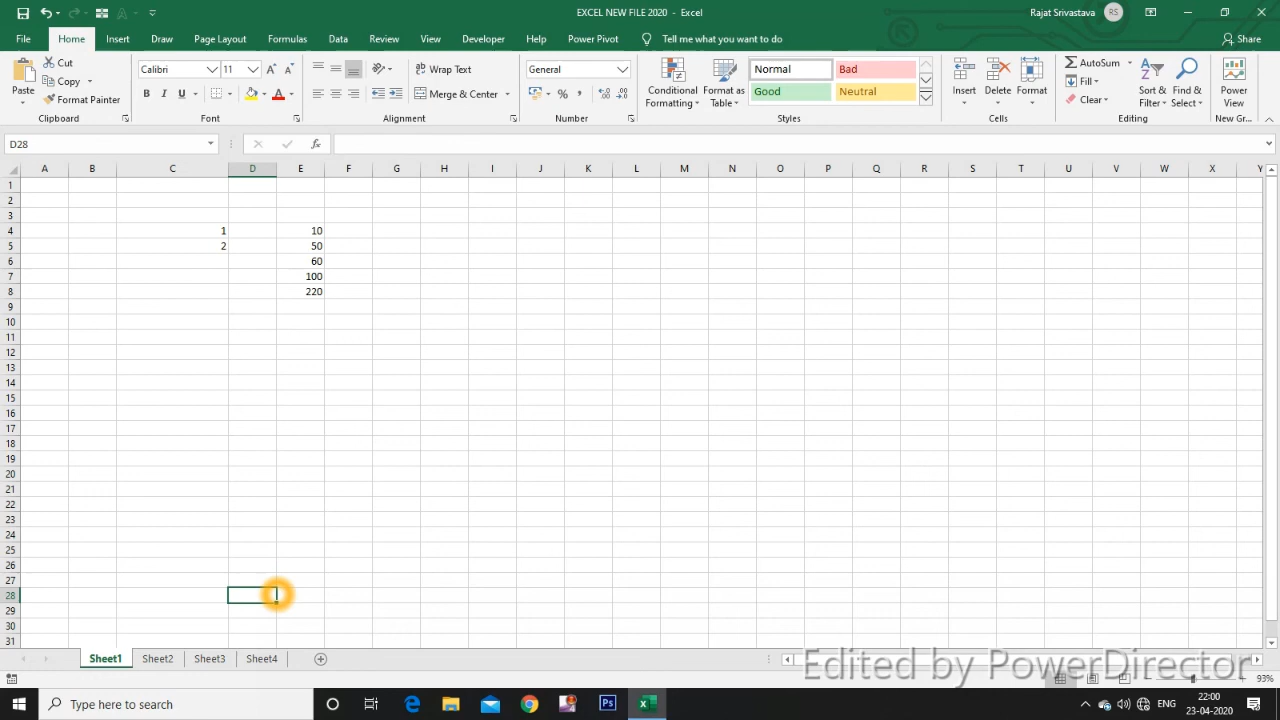 EXCEL NEW FILE 2020 - Excel
Rajat Srivastava RS
File Home Insert Draw Page Layout Formulas Data Review View Developer Help Power Pivot Tell me what you want to do Share
Paste
Cut
Copy
Format Painter
Clipboard
Calibri 11
B I U
Font
Wrap Text
Merge & Center
Alignment
General
Number
Conditional Formatting
Format as Table
Normal Bad
Good Neutral
Styles
Insert Delete Format
Cells
AutoSum
Fill
Clear
Sort & Filter
Find & Select
Editing
Power View
New Gr...
D28 fx
A B C D E F G H I J K L M N O P Q R S T U V W X Y
1
2
3
4 1 10
5 2 50
6 60
7 100
8 220
9
10
11
12
13
14
15
16
17
18
19
20
21
22
23
24
25
26
27
28
29
30
31
Sheet1 Sheet2 Sheet3 Sheet4
Edited by PowerDirector
93%
Type here to search
Ps
ENG
22:00
23-04-2020